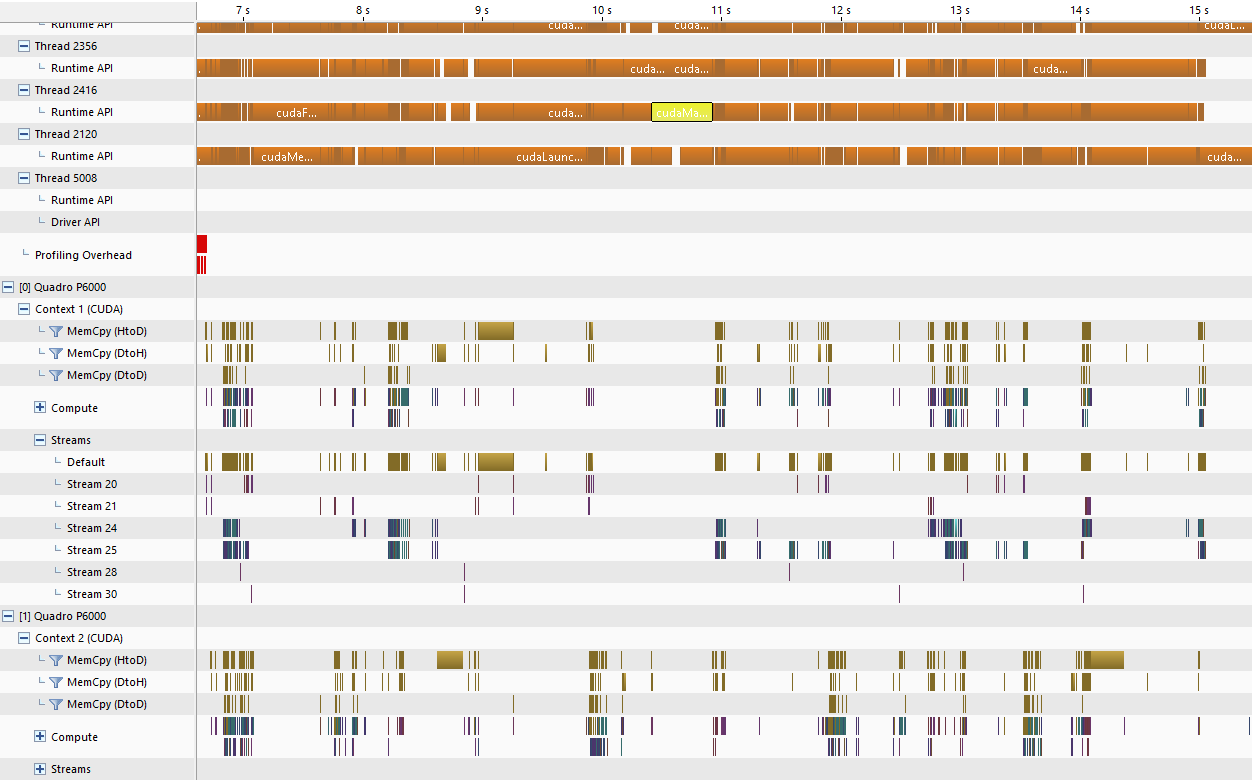 7 s 8 s 9 s 10 s 11 s 12 s 13 s 14 s 15 s
Runtime API cuda... cuda... cudaL...
Thread 2356
Runtime API . cuda... cuda... cuda...
Thread 2416
Runtime API . cudaF... cuda... cudaMa...
Thread 2120
Runtime API . cudaMe... cudaLaunc... cuda...
Thread 5008
Runtime API
Driver API
Profiling Overhead
[0] Quadro P6000
Context 1 (CUDA)
MemCpy (HtoD)
MemCpy (DtoH)
MemCpy (DtoD)
Compute
Streams
Default
Stream 20
Stream 21
Stream 24
Stream 25
Stream 28
Stream 30
[1] Quadro P6000
Context 2 (CUDA)
MemCpy (HtoD)
MemCpy (DtoH)
MemCpy (DtoD)
Compute
Streams